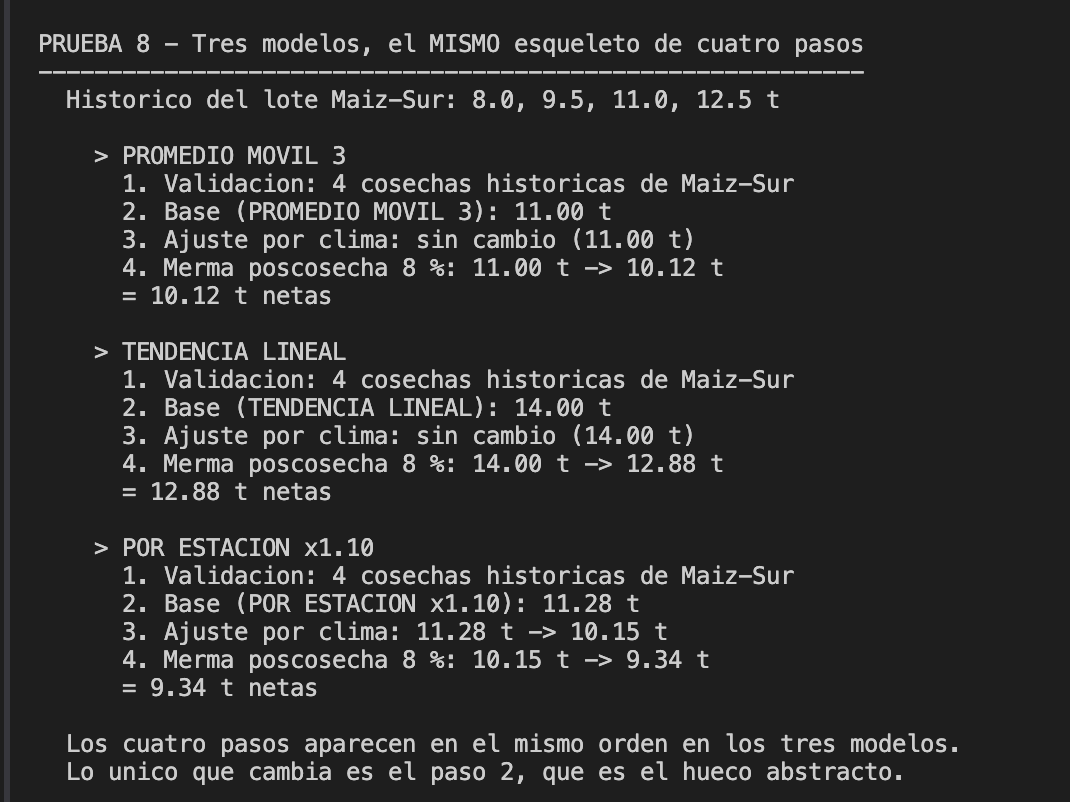 PRUEBA 8 - Tres modelos, el MISMO esqueleto de cuatro pasos
-----------------------------------------------------------
Historico del lote Maiz-Sur: 8.0, 9.5, 11.0, 12.5 t
> PROMEDIO MOVIL 3
1. Validacion: 4 cosechas historicas de Maiz-Sur
2. Base (PROMEDIO MOVIL 3): 11.00 t
3. Ajuste por clima: sin cambio (11.00 t)
4. Merma poscosecha 8 %: 11.00 t -> 10.12 t
= 10.12 t netas
> TENDENCIA LINEAL
1. Validacion: 4 cosechas historicas de Maiz-Sur
2. Base (TENDENCIA LINEAL): 14.00 t
3. Ajuste por clima: sin cambio (14.00 t)
4. Merma poscosecha 8 %: 14.00 t -> 12.88 t
= 12.88 t netas
> POR ESTACION x1.10
1. Validacion: 4 cosechas historicas de Maiz-Sur
2. Base (POR ESTACION x1.10): 11.28 t
3. Ajuste por clima: 11.28 t -> 10.15 t
4. Merma poscosecha 8 %: 10.15 t -> 9.34 t
= 9.34 t netas
Los cuatro pasos aparecen en el mismo orden en los tres modelos.
Lo unico que cambia es el paso 2, que es el hueco abstracto.